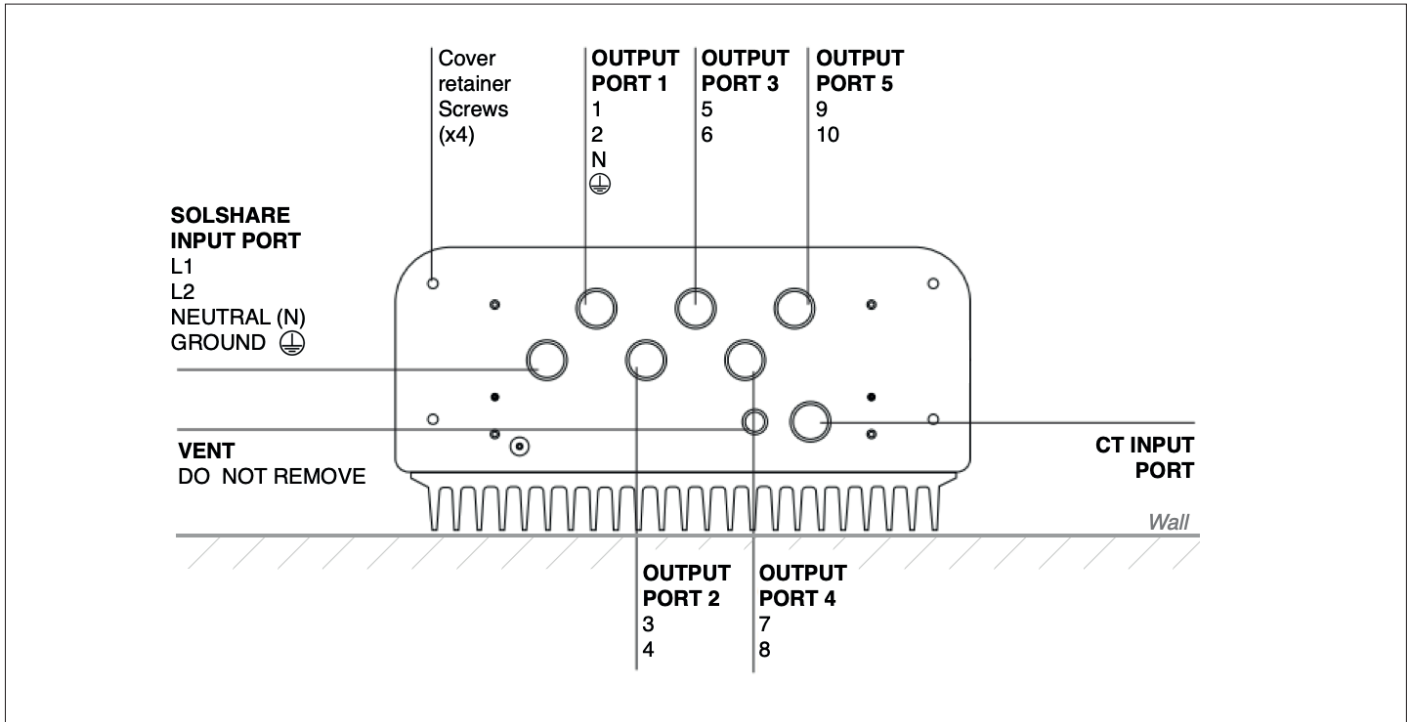 Cover
retainer
Screws
(x4)
OUTPUT
PORT 1
1
2
N
OUTPUT
PORT 3
5
6
OUTPUT
PORT 5
9
10
SOLSHARE
INPUT PORT
L1
L2
NEUTRAL (N)
GROUND
VENT
DO NOT REMOVE
CT INPUT
PORT
Wall
OUTPUT
PORT 2
3
4
OUTPUT
PORT 4
7
8